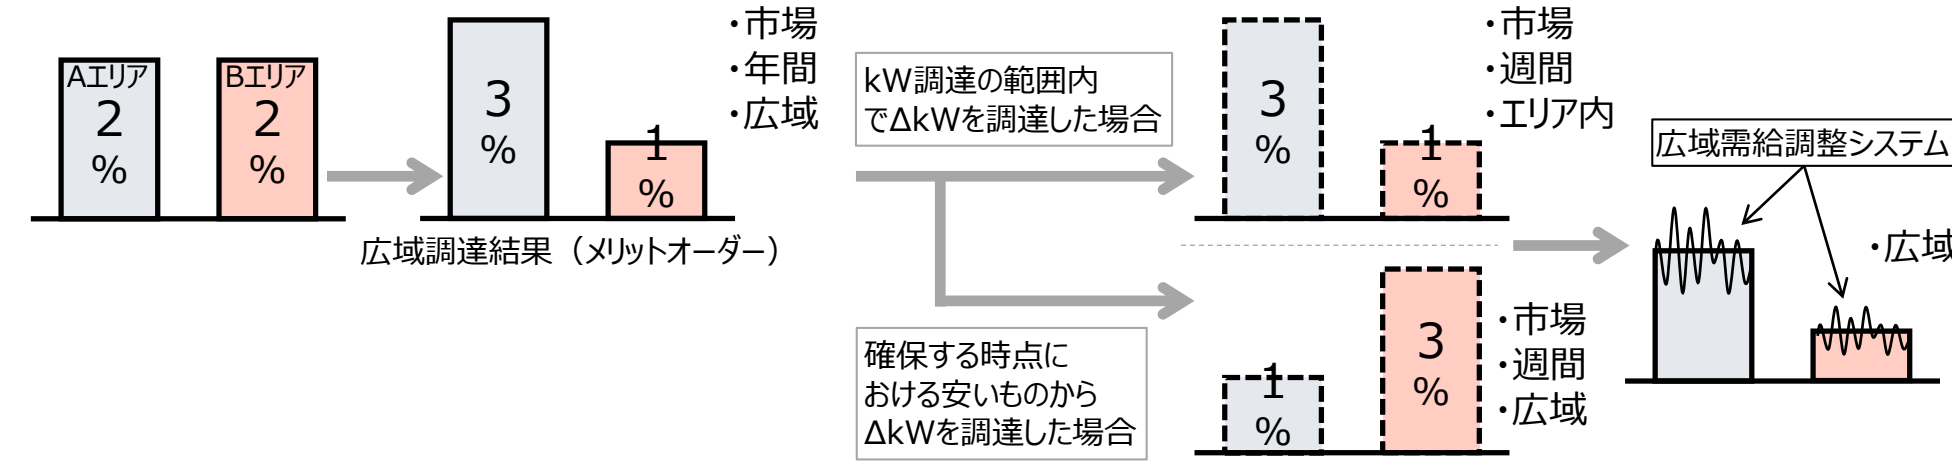 Aエリア
2
%
Bエリア
2
%
3
%
1
%
・市場
・年間
・広域
広域調達結果（メリットオーダー）
kW調達の範囲内
でΔkWを調達した場合
3
%
1
%
・市場
・週間
・エリア内
確保する時点に
おける安いものから
ΔkWを調達した場合
1
%
3
%
・市場
・週間
・広域
広域需給調整システム
・広域